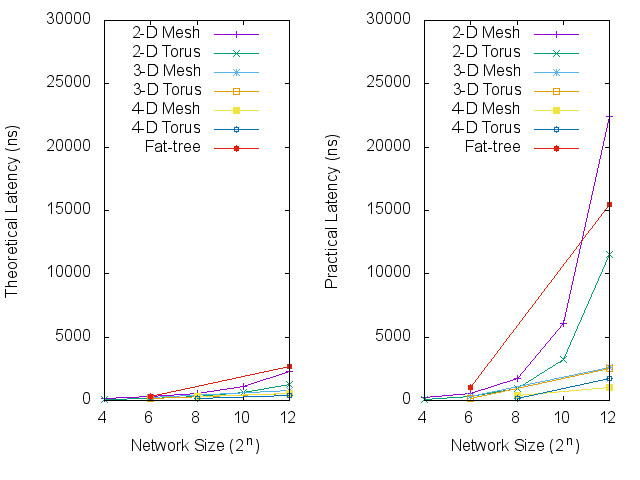 30000
25000
20000
15000
10000
5000
0
4
6
8
10
12
Theoretical Latency (ns)
Network Size (2^n)
2-D Mesh
2-D Torus
3-D Mesh
3-D Torus
4-D Mesh
4-D Torus
Fat-tree
30000
25000
20000
15000
10000
5000
0
4
6
8
10
12
Practical Latency (ns)
Network Size (2^n)
2-D Mesh
2-D Torus
3-D Mesh
3-D Torus
4-D Mesh
4-D Torus
Fat-tree